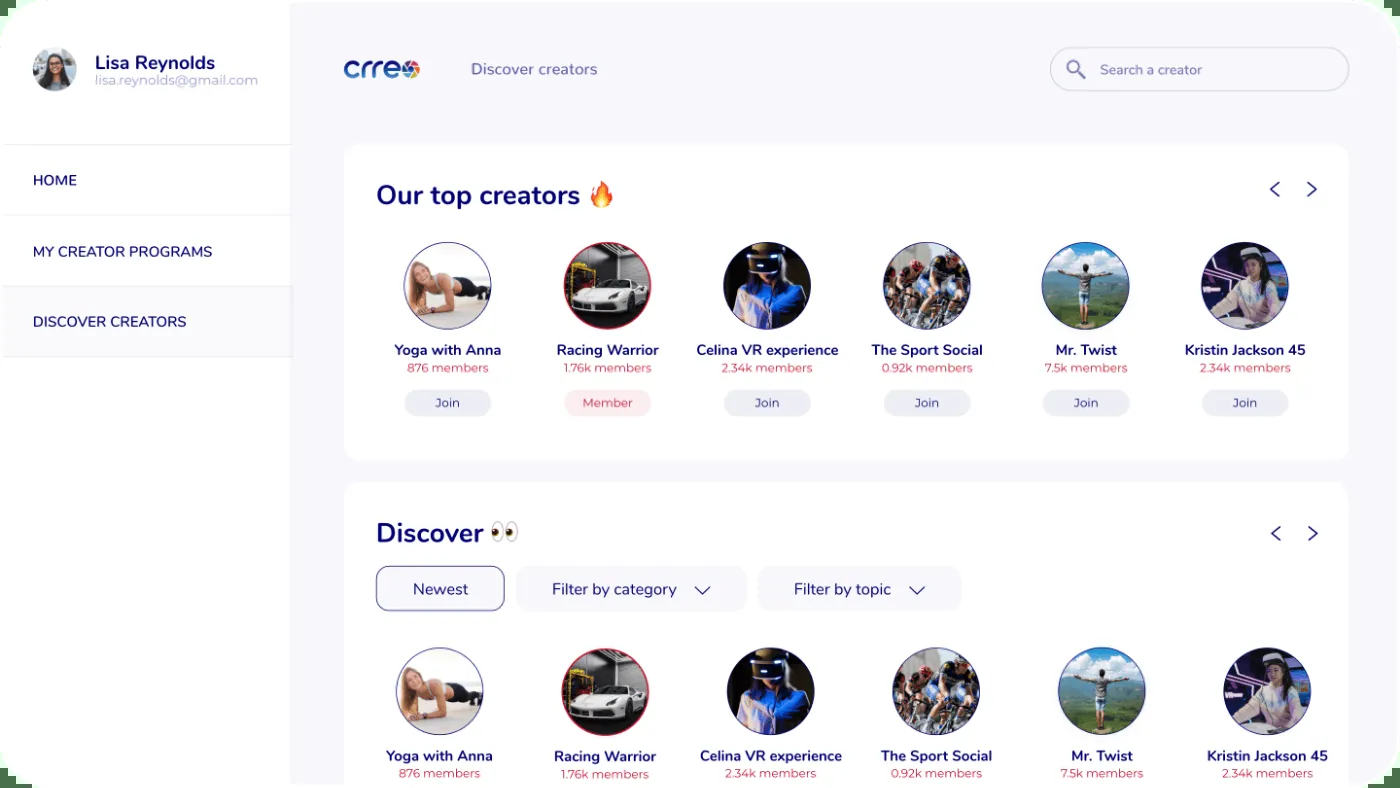 Lisa Reynolds
lisa.reynolds@gmail.com
HOME
MY CREATOR PROGRAMS
DISCOVER CREATORS
crreo
Discover creators
Search a creator
Our top creators 🔥
Yoga with Anna
876 members
Join
Racing Warrior
1.76k members
Member
Celina VR experience
2.34k members
Join
The Sport Social
0.92k members
Join
Mr. Twist
7.5k members
Join
Kristin Jackson 45
2.34k members
Join
Discover 👀
Newest
Filter by category
Filter by topic
Yoga with Anna
876 members
Racing Warrior
1.76k members
Celina VR experience
2.34k members
The Sport Social
0.92k members
Mr. Twist
7.5k members
Kristin Jackson 45
2.34k members